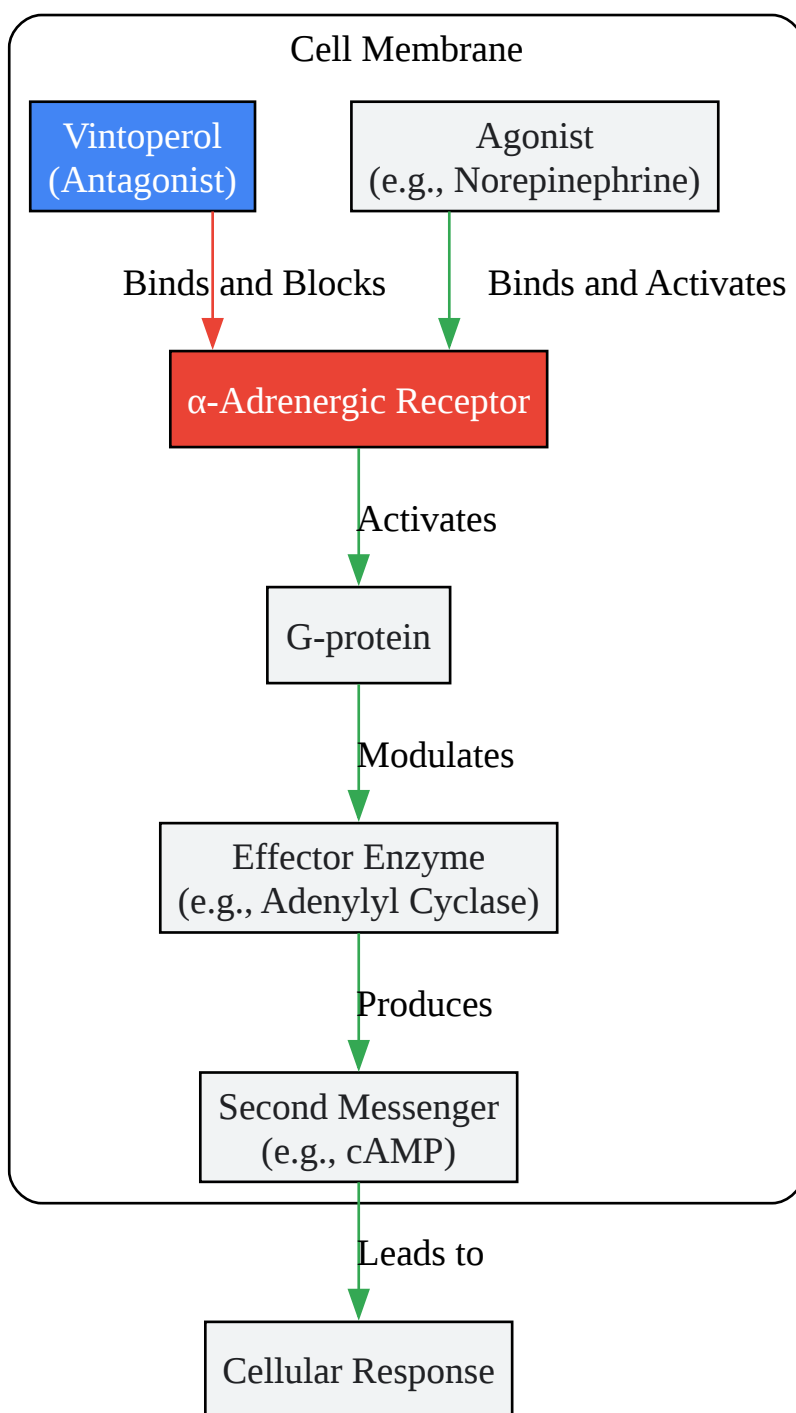 Cell Membrane
Vintoperol
(Antagonist)
Agonist
(e.g., Norepinephrine)
Binds and Blocks
Binds and Activates
α-Adrenergic Receptor
Activates
G-protein
Modulates
Effector Enzyme
(e.g., Adenylyl Cyclase)
Produces
Second Messenger
(e.g., cAMP)
Leads to
Cellular Response